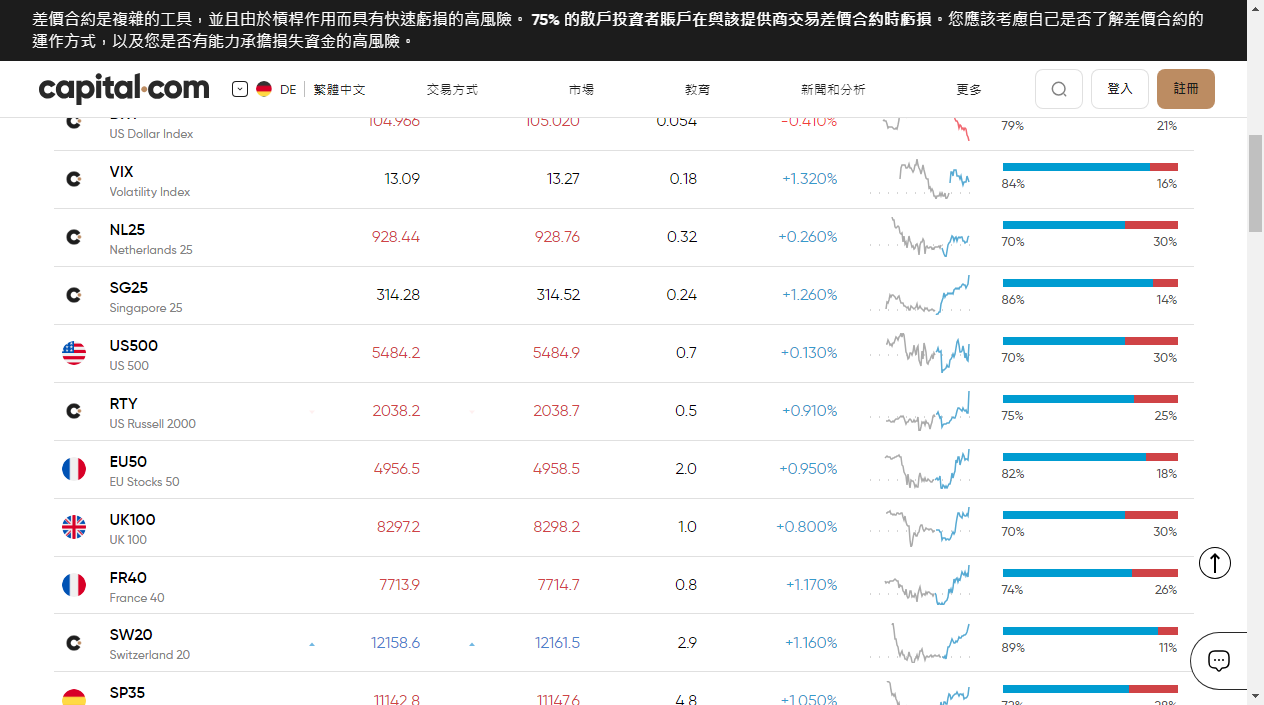 差價合約是複雜的工具，並且由於槓桿作用而具有快速虧損的高風險。 75% 的散戶投資者賬戶在與該提供商交易差價合約時虧損。您應該考慮自己是否了解差價合約的
運作方式，以及您是否有能力承擔損失資金的高風險。
capital.com DE 繁體中文 交易方式 市場 教育 新聞和分析 更多 登入 註冊
104.966 105.020 0.054 -0.410%
US Dollar Index 79% 21%
VIX 13.09 13.27 0.18 +1.320%
Volatility Index 84% 16%
NL25 928.44 928.76 0.32 +0.260%
Netherlands 25 70% 30%
SG25 314.28 314.52 0.24 +1.260%
Singapore 25 86% 14%
US500 5484.2 5484.9 0.7 +0.130%
US 500 70% 30%
RTY 2038.2 2038.7 0.5 +0.910%
US Russell 2000 75% 25%
EU50 4956.5 4958.5 2.0 +0.950%
EU Stocks 50 82% 18%
UK100 8297.2 8298.2 1.0 +0.800%
UK 100 70% 30%
FR40 7713.9 7714.7 0.8 +1.170%
France 40 74% 26%
SW20 12158.6 12161.5 2.9 +1.160%
Switzerland 20 89% 11%
SP35 11142.8 11147.6 4.8 +1.050%